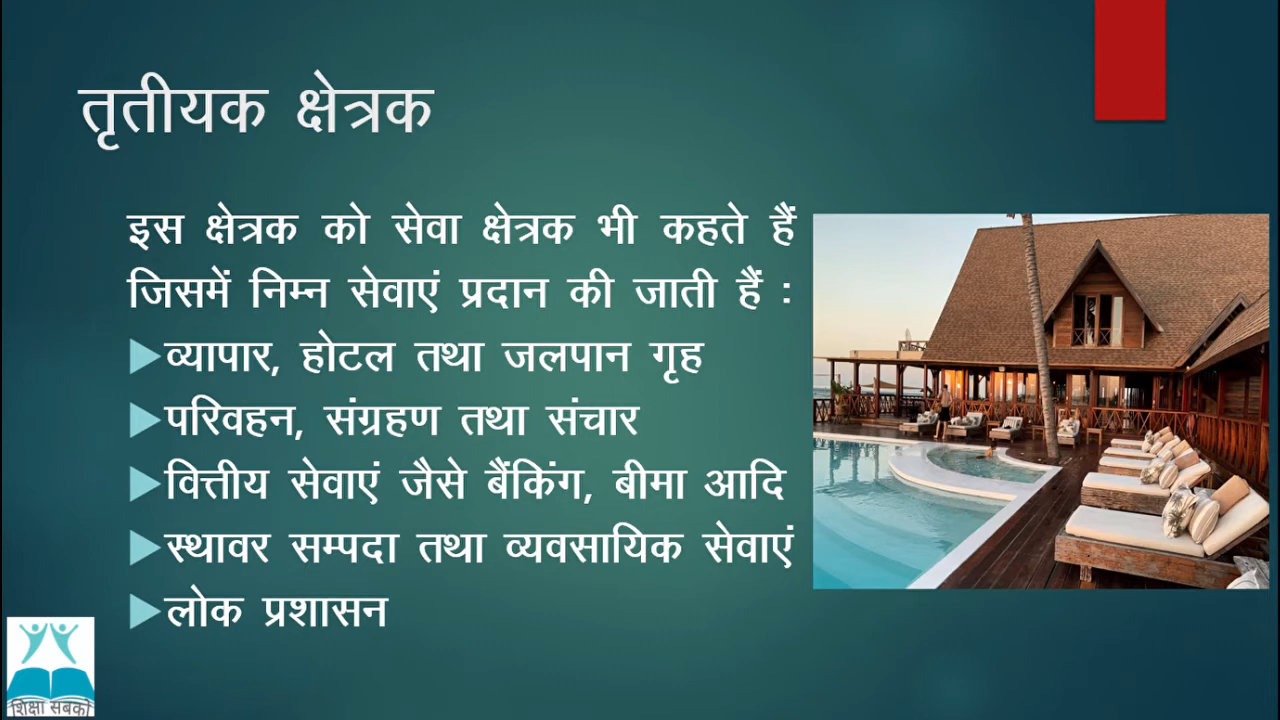 तृतीयक क्षेत्रक
इस क्षेत्रक को सेवा क्षेत्रक भी कहते हैं
जिसमें निम्न सेवाएं प्रदान की जाती हैं :
व्यापार, होटल तथा जलपान गृह
परिवहन, संग्रहण तथा संचार
वित्तीय सेवाएं जैसे बैंकिंग, बीमा आदि
स्थावर सम्पदा तथा व्यवसायिक सेवाएं
लोक प्रशासन
शिक्षा सबको